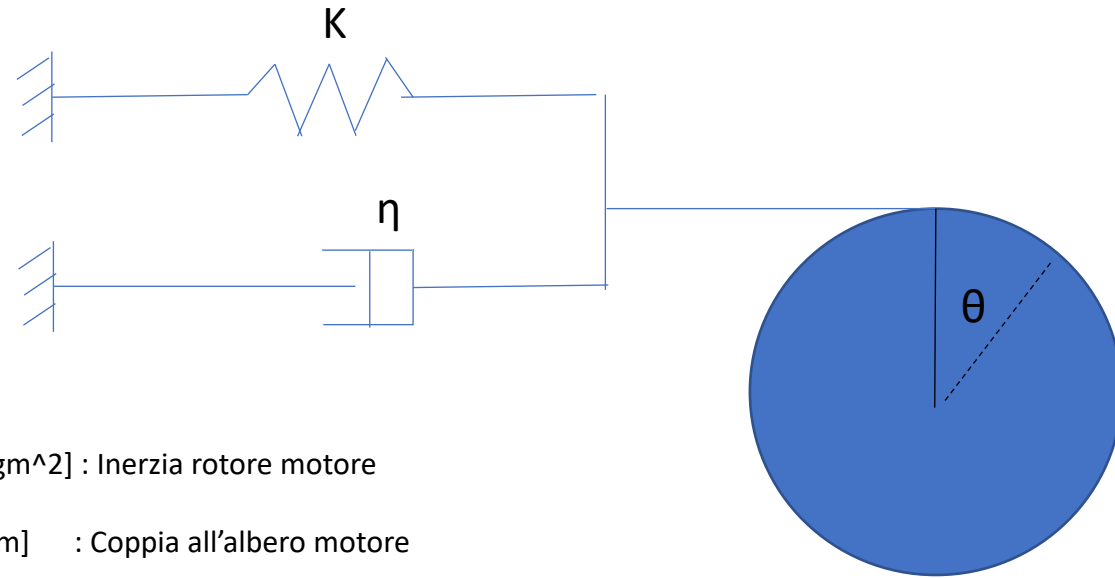 K
η
θ
gm^2] : Inerzia rotore motore
m] : Coppia all'albero motore